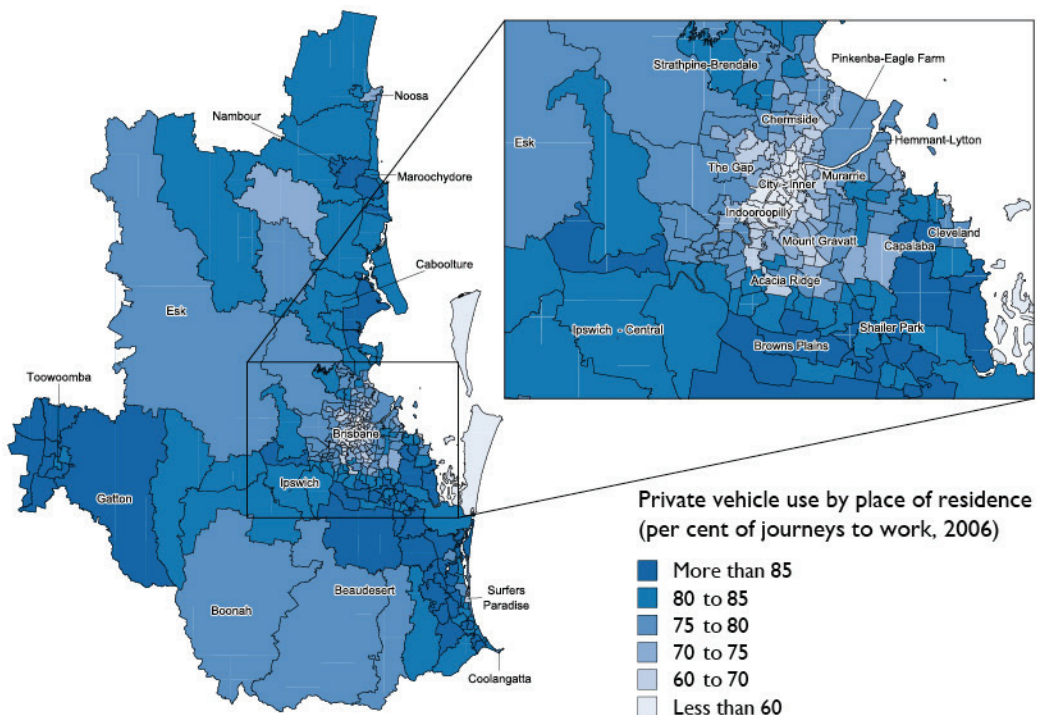 Noosa
Nambour
Maroochydore
Caboolture
Esk
Toowoomba
Brisbane
Gatton
Ipswich
Boonah
Beaudesert
Surfers
Paradise
Coolangatta
Strathpine-Brendale
Pinkenba-Eagle Farm
Chermside
Hemmant-Lytton
Esk
The Gap
Murarrie
City - Inner
Indooroopilly
Mount Gravatt
Capalaba
Cleveland
Acacia Ridge
Ipswich - Central
Shailer Park
Browns Plains
Private vehicle use by place of residence
(per cent of journeys to work, 2006)
More than 85
80 to 85
75 to 80
70 to 75
60 to 70
Less than 60